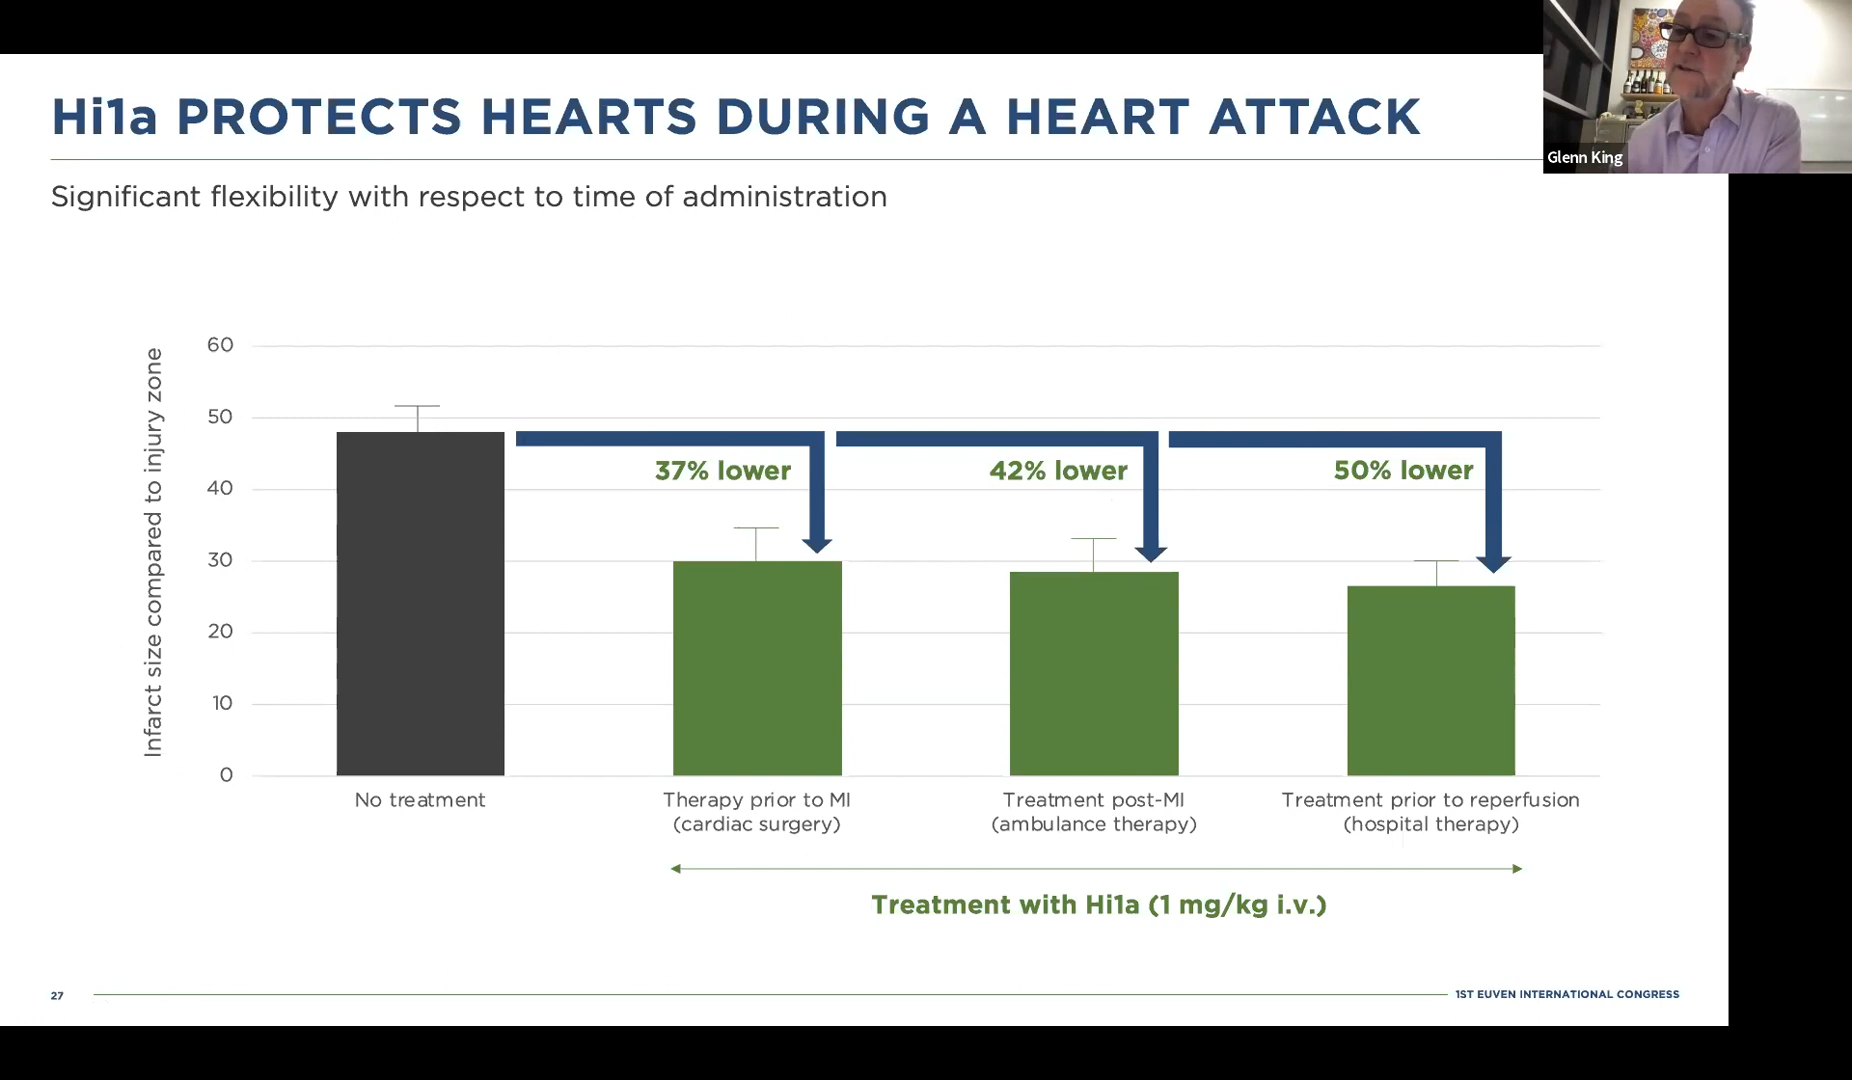 Hi1a PROTECTS HEARTS DURING A HEART ATTACK
Glenn King
Significant flexibility with respect to time of administration
Infarct size compared to injury zone
60
50
40
30
20
10
0
37% lower
42% lower
50% lower
No treatment
Therapy prior to MI
(cardiac surgery)
Treatment post-MI
(ambulance therapy)
Treatment prior to reperfusion
(hospital therapy)
Treatment with Hi1a (1 mg/kg i.v.)
27
1ST EUVEN INTERNATIONAL CONGRESS